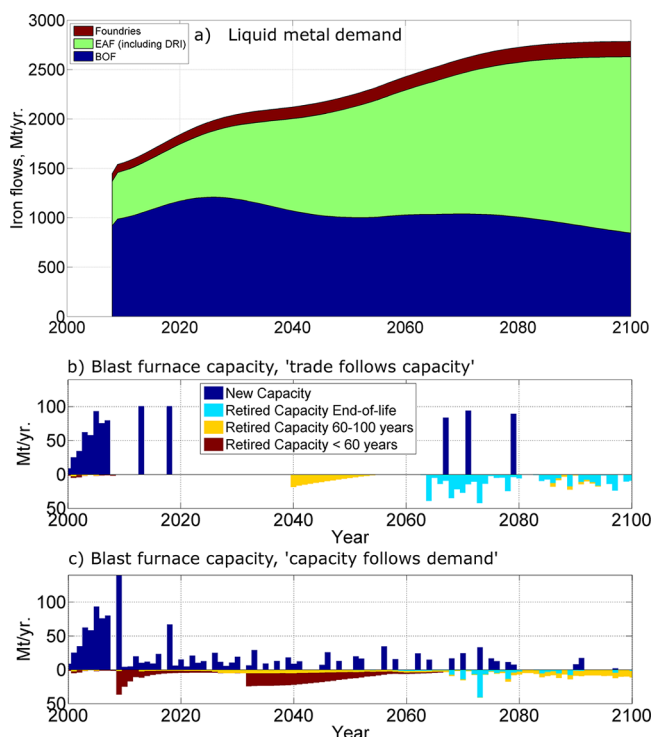 3000
Foundries
EAF (including DRI)
BOF
a) Liquid metal demand
2500
2000
1500
1000
500
0
Iron flows, Mt/yr.
2000
2020
2040
2060
2080
2100
b) Blast furnace capacity, 'trade follows capacity'
New Capacity
Retired Capacity End-of-life
Retired Capacity 60-100 years
Retired Capacity < 60 years
100
50
0
50
Mt/yr.
2000
2020
2040
2060
2080
2100
Year
c) Blast furnace capacity, 'capacity follows demand'
100
50
0
50
Mt/yr.
2000
2020
2040
2060
2080
2100
Year